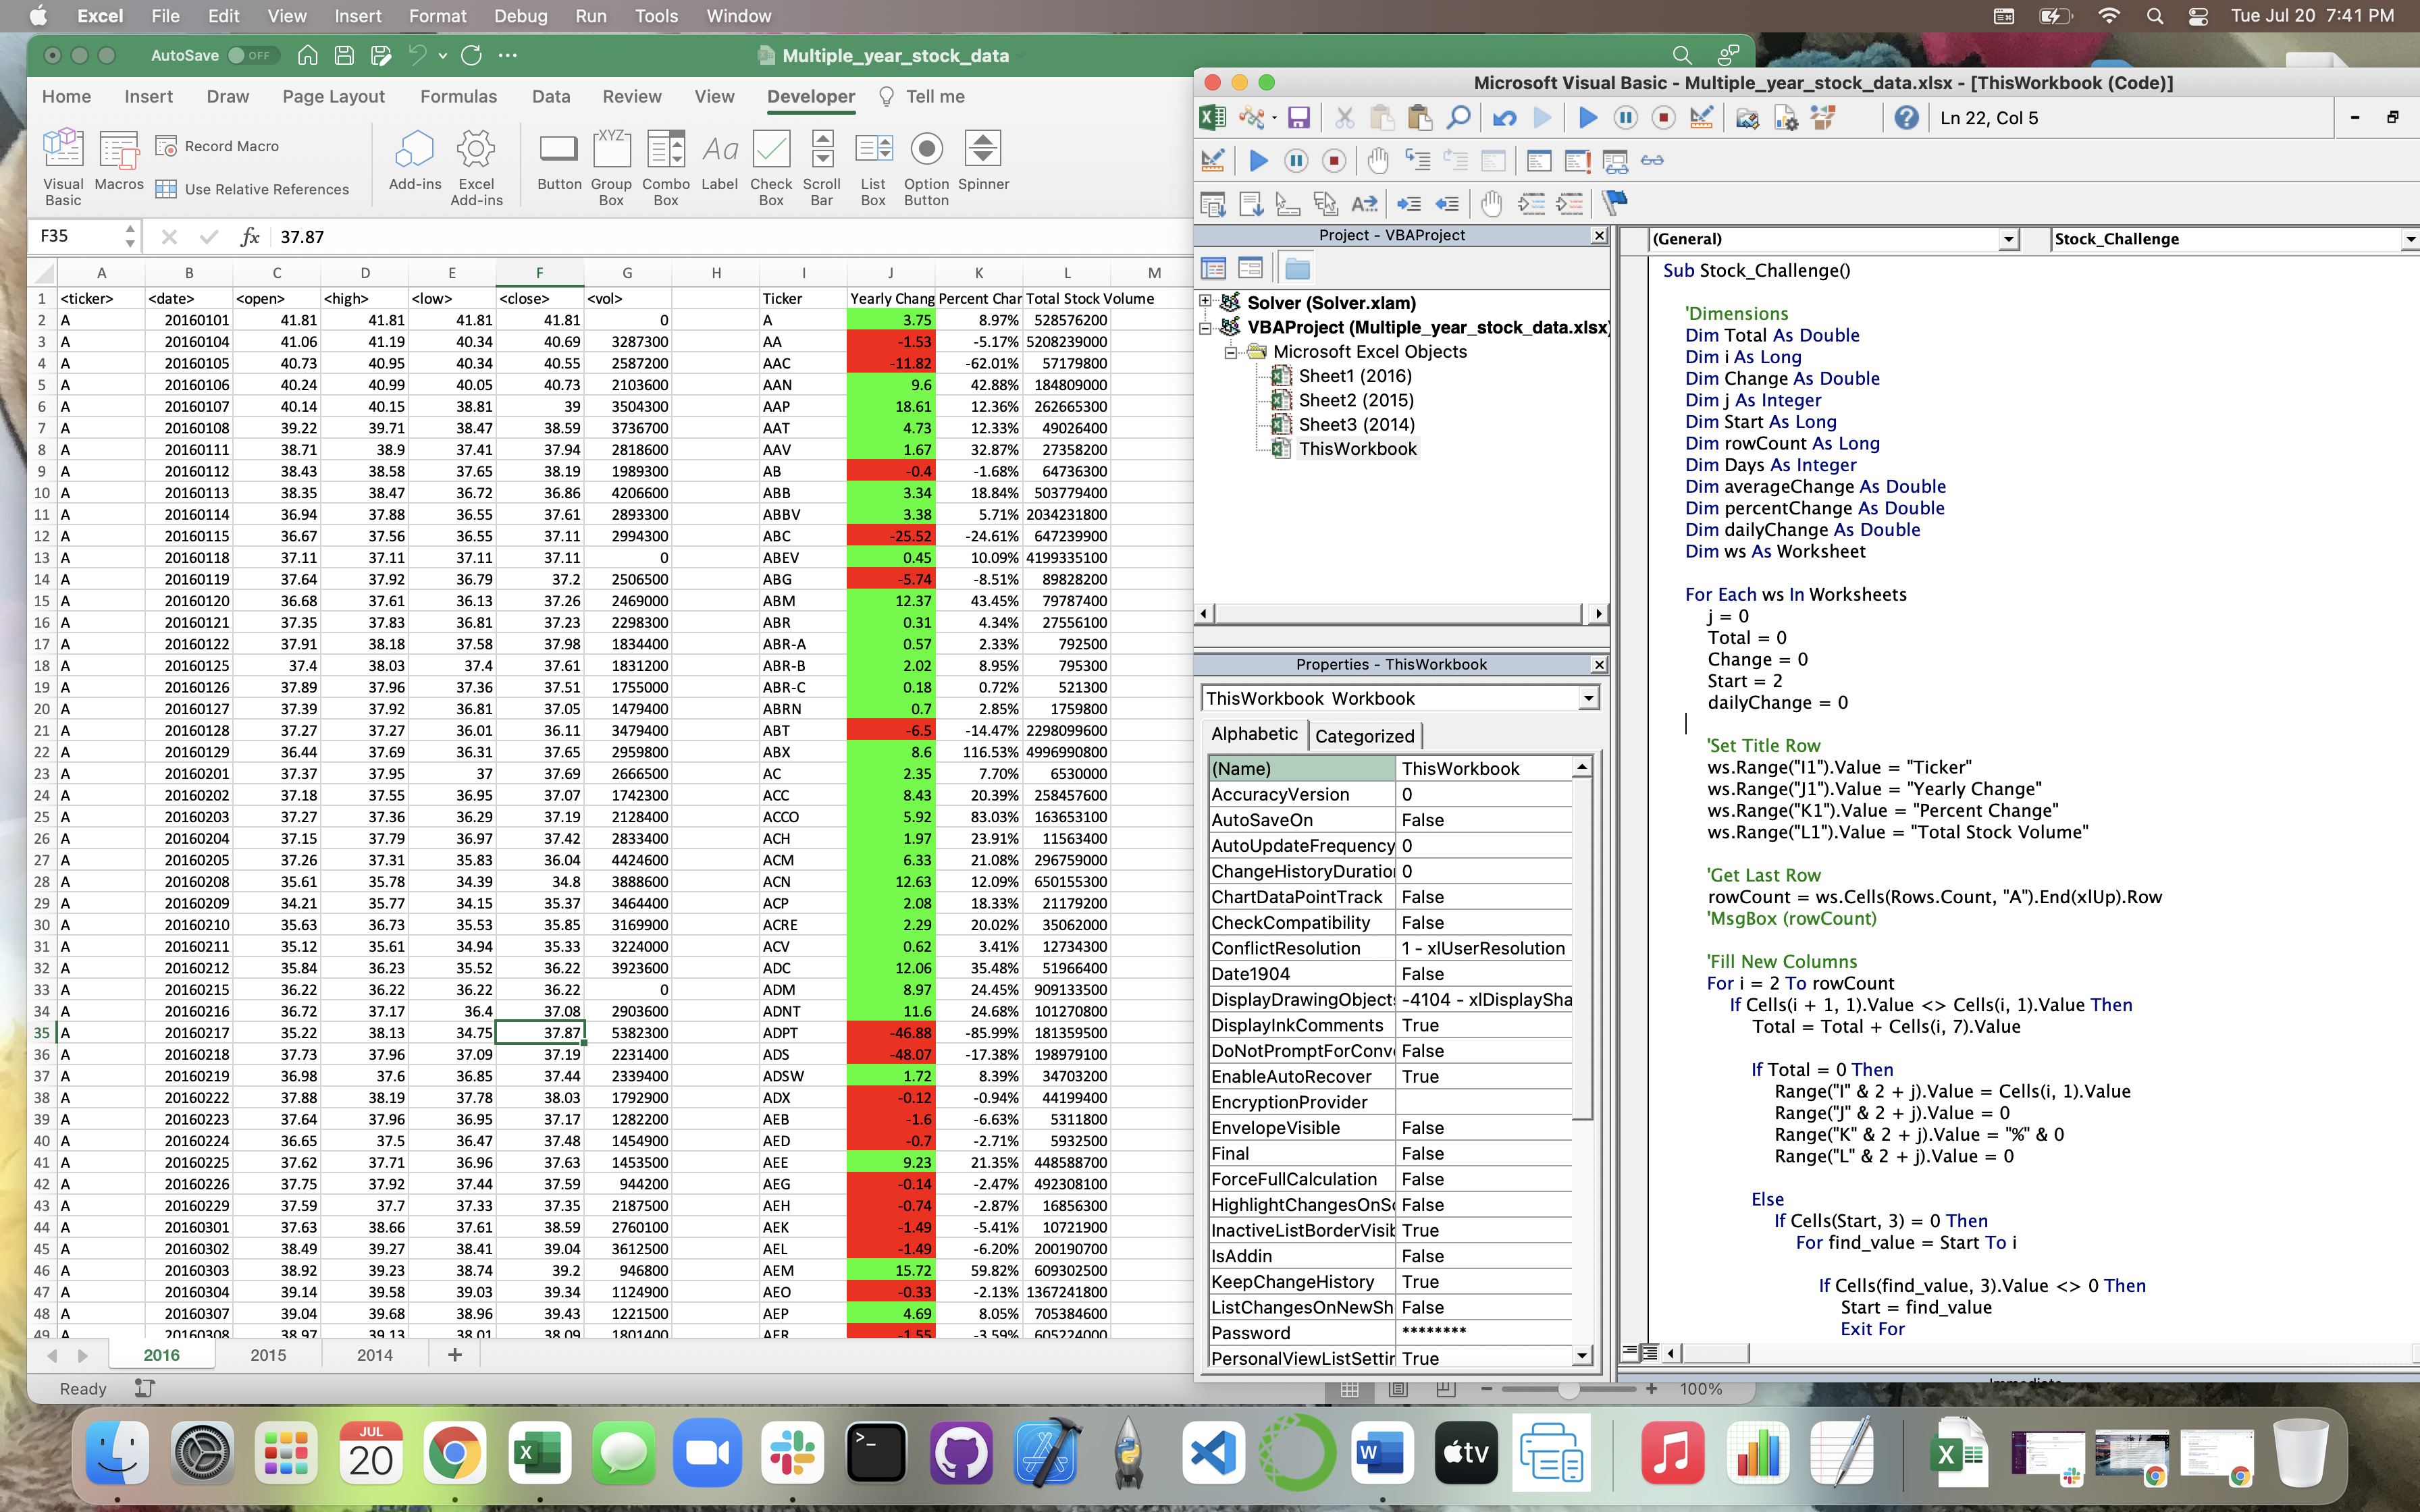 Excel File Edit View Insert Format Debug Run Tools Window Tue Jul 20 7:41 PM
AutoSave OFF Multiple_year_stock_data
Home Insert Draw Page Layout Formulas Data Review View Developer Tell me
Visual Basic Macros Record Macro Use Relative References Add-ins Excel Add-ins Button Group Box Combo Box Label Check Box Scroll Bar List Box Option Button Spinner
F35 fx 37.87
A B C D E F G H I J K L M
1 <ticker> <date> <open> <high> <low> <close> <vol> Ticker Yearly Chang Percent Char Total Stock Volume
2 A 20160101 41.81 41.81 41.81 41.81 0 A 3.75 8.97% 528576200
3 A 20160104 41.06 41.19 40.34 40.69 3287300 AA -1.53 -5.17% 5208239000
4 A 20160105 40.73 40.95 40.34 40.55 2587200 AAC -11.82 -62.01% 57179800
5 A 20160106 40.24 40.99 40.05 40.73 2103600 AAN 9.6 42.88% 184809000
6 A 20160107 40.14 40.15 38.81 39 3504300 AAP 18.61 12.36% 262665300
7 A 20160108 39.22 39.71 38.47 38.59 3736700 AAT 4.73 12.33% 49026400
8 A 20160111 38.71 38.9 37.41 37.94 2818600 AAV 1.67 32.87% 27358200
9 A 20160112 38.43 38.58 37.65 38.19 1989300 AB -0.4 -1.68% 64736300
10 A 20160113 38.35 38.47 36.72 36.86 4206600 ABB 3.34 18.84% 503779400
11 A 20160114 36.94 37.88 36.55 37.61 2893300 ABBV 3.38 5.71% 2034231800
12 A 20160115 36.67 37.56 36.55 37.11 2994300 ABC -25.52 -24.61% 647239900
13 A 20160118 37.11 37.11 37.11 37.11 0 ABEV 0.45 10.09% 4199335100
14 A 20160119 37.64 37.92 36.79 37.2 2506500 ABG -5.74 -8.51% 89828200
15 A 20160120 36.68 37.61 36.13 37.26 2469000 ABM 12.37 43.45% 79787400
16 A 20160121 37.35 37.83 36.81 37.23 2298300 ABR 0.31 4.34% 27556100
17 A 20160122 37.91 38.18 37.58 37.98 1834400 ABR-A 0.57 2.33% 792500
18 A 20160125 37.4 38.03 37.4 37.61 1831200 ABR-B 2.02 8.95% 795300
19 A 20160126 37.89 37.96 37.36 37.51 1755000 ABR-C 0.18 0.72% 521300
20 A 20160127 37.39 37.92 36.81 37.05 1479400 ABRN 0.7 2.85% 1759800
21 A 20160128 37.27 37.27 36.01 36.11 3479400 ABT -6.5 -14.47% 2298099600
22 A 20160129 36.44 37.69 36.31 37.65 2959800 ABX 8.6 116.53% 4996990800
23 A 20160201 37.37 37.95 37 37.69 2666500 AC 2.35 7.70% 6530000
24 A 20160202 37.18 37.55 36.95 37.07 1742300 ACC 8.43 20.39% 258457600
25 A 20160203 37.27 37.36 36.29 37.19 2128400 ACCO 5.92 83.03% 163653100
26 A 20160204 37.15 37.79 36.97 37.42 2833400 ACH 1.97 23.91% 11563400
27 A 20160205 37.26 37.31 35.83 36.04 4424600 ACM 6.33 21.08% 296759000
28 A 20160208 35.61 35.78 34.39 34.8 3888600 ACN 12.63 12.09% 650155300
29 A 20160209 34.21 35.77 34.15 35.37 3464400 ACP 2.08 18.33% 21179200
30 A 20160210 35.63 36.73 35.53 35.85 3169900 ACRE 2.29 20.02% 35062000
31 A 20160211 35.12 35.61 34.94 35.33 3224000 ACV 0.62 3.41% 12734300
32 A 20160212 35.84 36.23 35.52 36.22 3923600 ADC 12.06 35.48% 51966400
33 A 20160215 36.22 36.22 36.22 36.22 0 ADM 8.97 24.45% 909133500
34 A 20160216 36.72 37.17 36.4 37.08 2903600 ADNT 11.6 24.68% 101270800
35 A 20160217 35.22 38.13 34.75 37.87 5382300 ADPT -46.88 -85.99% 181359500
36 A 20160218 37.73 37.96 37.09 37.19 2231400 ADS -48.07 -17.38% 198979100
37 A 20160219 36.98 37.6 36.85 37.44 2339400 ADSW 1.72 8.39% 34703200
38 A 20160222 37.88 38.19 37.78 38.03 1792900 ADX -0.12 -0.94% 44199400
39 A 20160223 37.64 37.96 36.95 37.17 1282200 AEB -1.6 -6.63% 5311800
40 A 20160224 36.65 37.5 36.47 37.48 1454900 AED -0.7 -2.71% 5932500
41 A 20160225 37.62 37.71 36.96 37.63 1453500 AEE 9.23 21.35% 448588700
42 A 20160226 37.75 37.92 37.44 37.59 944200 AEG -0.14 -2.47% 492308100
43 A 20160229 37.59 37.7 37.33 37.35 2187500 AEH -0.74 -2.87% 16856300
44 A 20160301 37.63 38.66 37.61 38.59 2760100 AEK -1.49 -5.41% 10721900
45 A 20160302 38.49 39.27 38.41 39.04 3612500 AEL -1.49 -6.20% 200190700
46 A 20160303 38.92 39.23 38.74 39.2 946800 AEM 15.72 59.82% 609302500
47 A 20160304 39.14 39.58 39.03 39.34 1124900 AEO -0.33 -2.13% 1367241800
48 A 20160307 39.04 39.68 38.96 39.43 1221500 AEP 4.69 8.05% 705384600
49 A 20160308 38.97 39.13 38.01 38.09 1801400 AER -1.55 -3.59% 605224000
2016 2015 2014 +
Ready 100%
Microsoft Visual Basic - Multiple_year_stock_data.xlsx - [ThisWorkbook (Code)]
Ln 22, Col 5
Project - VBAProject
Solver (Solver.xlam)
VBAProject (Multiple_year_stock_data.xlsx)
Microsoft Excel Objects
Sheet1 (2016)
Sheet2 (2015)
Sheet3 (2014)
ThisWorkbook
Properties - ThisWorkbook
ThisWorkbook Workbook
Alphabetic Categorized
(Name) ThisWorkbook
AccuracyVersion 0
AutoSaveOn False
AutoUpdateFrequency 0
ChangeHistoryDuratio 0
ChartDataPointTrack False
CheckCompatibility False
ConflictResolution 1 - xlUserResolution
Date1904 False
DisplayDrawingObject: -4104 - xlDisplaySha
DisplayInkComments True
DoNotPromptForConv False
EnableAutoRecover True
EncryptionProvider
EnvelopeVisible False
Final False
ForceFullCalculation False
HighlightChangesOnSc False
InactiveListBorderVisib True
IsAddin False
KeepChangeHistory True
ListChangesOnNewSh False
Password ********
PersonalViewListSettin True
(General) Stock_Challenge
Sub Stock_Challenge()
'Dimensions
Dim Total As Double
Dim i As Long
Dim Change As Double
Dim j As Integer
Dim Start As Long
Dim rowCount As Long
Dim Days As Integer
Dim averageChange As Double
Dim percentChange As Double
Dim dailyChange As Double
Dim ws As Worksheet
For Each ws In Worksheets
j = 0
Total = 0
Change = 0
Start = 2
dailyChange = 0
'Set Title Row
ws.Range("I1").Value = "Ticker"
ws.Range("J1").Value = "Yearly Change"
ws.Range("K1").Value = "Percent Change"
ws.Range("L1").Value = "Total Stock Volume"
'Get Last Row
rowCount = ws.Cells(Rows.Count, "A").End(xlUp).Row
'MsgBox (rowCount)
'Fill New Columns
For i = 2 To rowCount
If Cells(i + 1, 1).Value <> Cells(i, 1).Value Then
Total = Total + Cells(i, 7).Value
If Total = 0 Then
Range("I" & 2 + j).Value = Cells(i, 1).Value
Range("J" & 2 + j).Value = 0
Range("K" & 2 + j).Value = "%" & 0
Range("L" & 2 + j).Value = 0
Else
If Cells(Start, 3) = 0 Then
For find_value = Start To i
If Cells(find_value, 3).Value <> 0 Then
Start = find_value
Exit For
JUL
20
tv